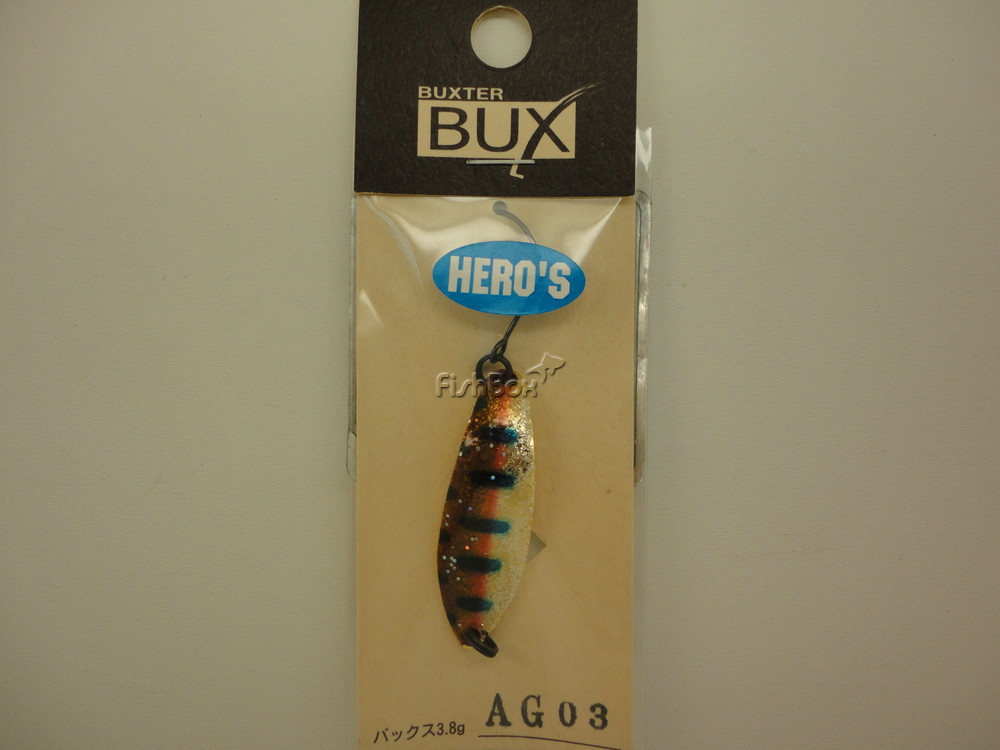 BUXTER
BUX
HERO'S
FishBox
バックス3.8g AG03